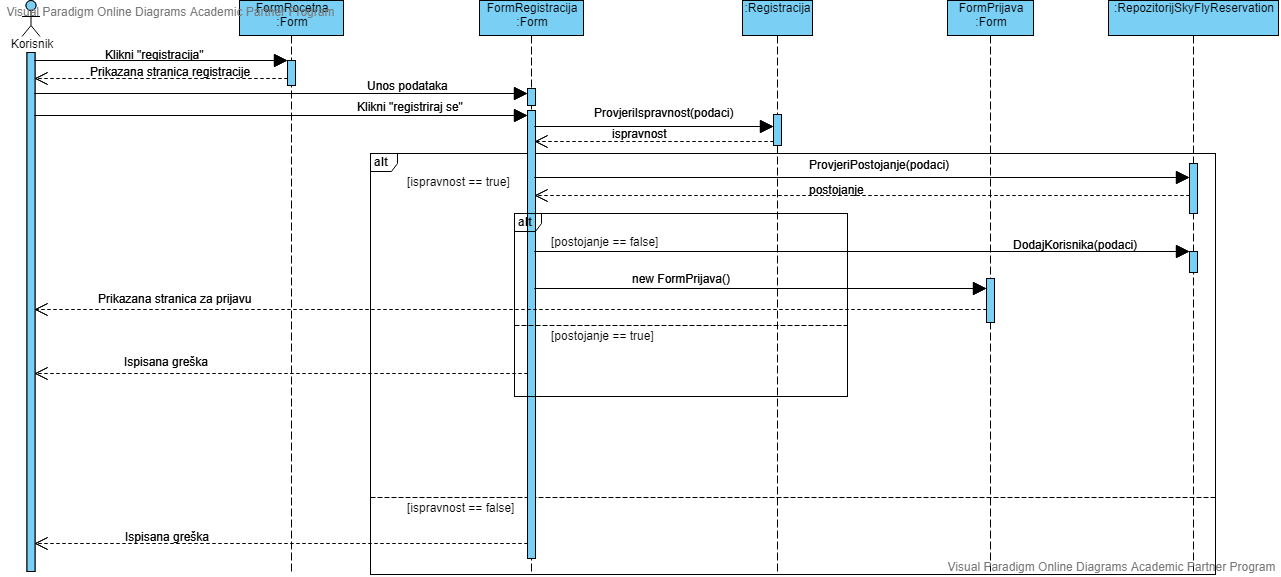 Visual Paradigm Online Diagrams Academic Partner Program
Korisnik
FormPocetna
:Form
FormRegistracija
:Form
:Registracija
FormPrijava
:Form
:RepozitorijSkyFlyReservation
Klikni "registracija"
Prikazana stranica registracije
Unos podataka
Klikni "registriraj se"
ProvjeriIspravnost(podaci)
ispravnost
alt
[ispravnost == true]
ProvjeriPostojanje(podaci)
postojanje
alt
[postojanje == false]
DodajKorisnika(podaci)
new FormPrijava()
Prikazana stranica za prijavu
[postojanje == true]
Ispisana greška
[ispravnost == false]
Ispisana greška
Visual Paradigm Online Diagrams Academic Partner Program